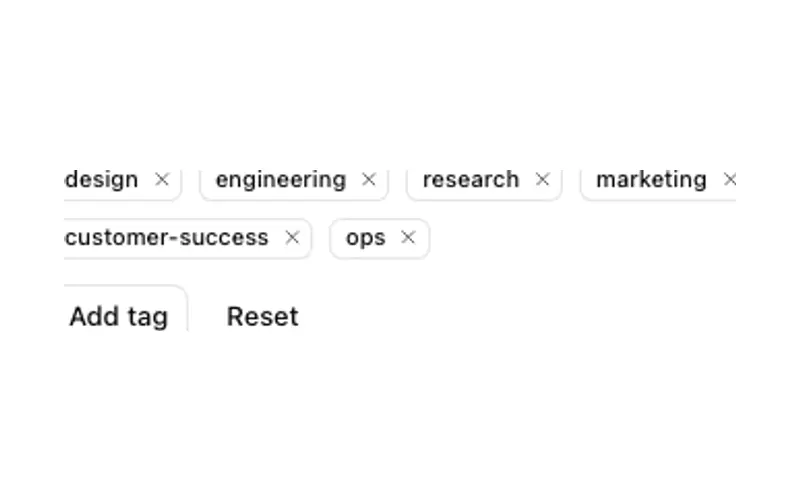 design × engineering × research × marketing ×
customer-success × ops ×
Add tag Reset